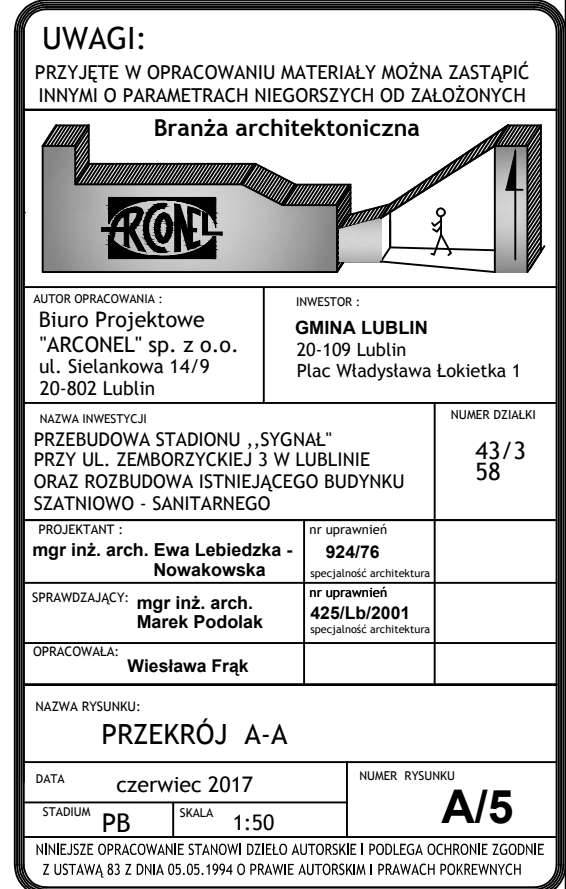 UWAGI:
PRZYJĘTE W OPRACOWANIU MATERIAŁY MOŻNA ZASTĄPIĆ
INNYMI O PARAMETRACH NIEGORSZYCH OD ZAŁOŻONYCH
Branża architektoniczna
ARCONEL
AUTOR OPRACOWANIA :
Biuro Projektowe
"ARCONEL" sp. z o.o.
ul. Sielankowa 14/9
20-802 Lublin
INWESTOR :
GMINA LUBLIN
20-109 Lublin
Plac Władysława Łokietka 1
NAZWA INWESTYCJI
PRZEBUDOWA STADIONU ,,SYGNAŁ"
PRZY UL. ZEMBORZYCKIEJ 3 W LUBLINIE
ORAZ ROZBUDOWA ISTNIEJĄCEGO BUDYNKU
SZATNIOWO - SANITARNEGO
NUMER DZIAŁKI
43/3
58
PROJEKTANT :
mgr inż. arch. Ewa Lebiedzka -
Nowakowska
nr uprawnień
924/76
specjalność architektura
SPRAWDZAJĄCY: mgr inż. arch.
Marek Podolak
nr uprawnień
425/Lb/2001
specjalność architektura
OPRACOWAŁA:
Wiesława Frąk
NAZWA RYSUNKU:
PRZEKRÓJ A-A
DATA czerwiec 2017
NUMER RYSUNKU
A/5
STADIUM PB
SKALA 1:50
NINIEJSZE OPRACOWANIE STANOWI DZIEŁO AUTORSKIE I PODLEGA OCHRONIE ZGODNIE
Z USTAWĄ 83 Z DNIA 05.05.1994 O PRAWIE AUTORSKIM I PRAWACH POKREWNYCH